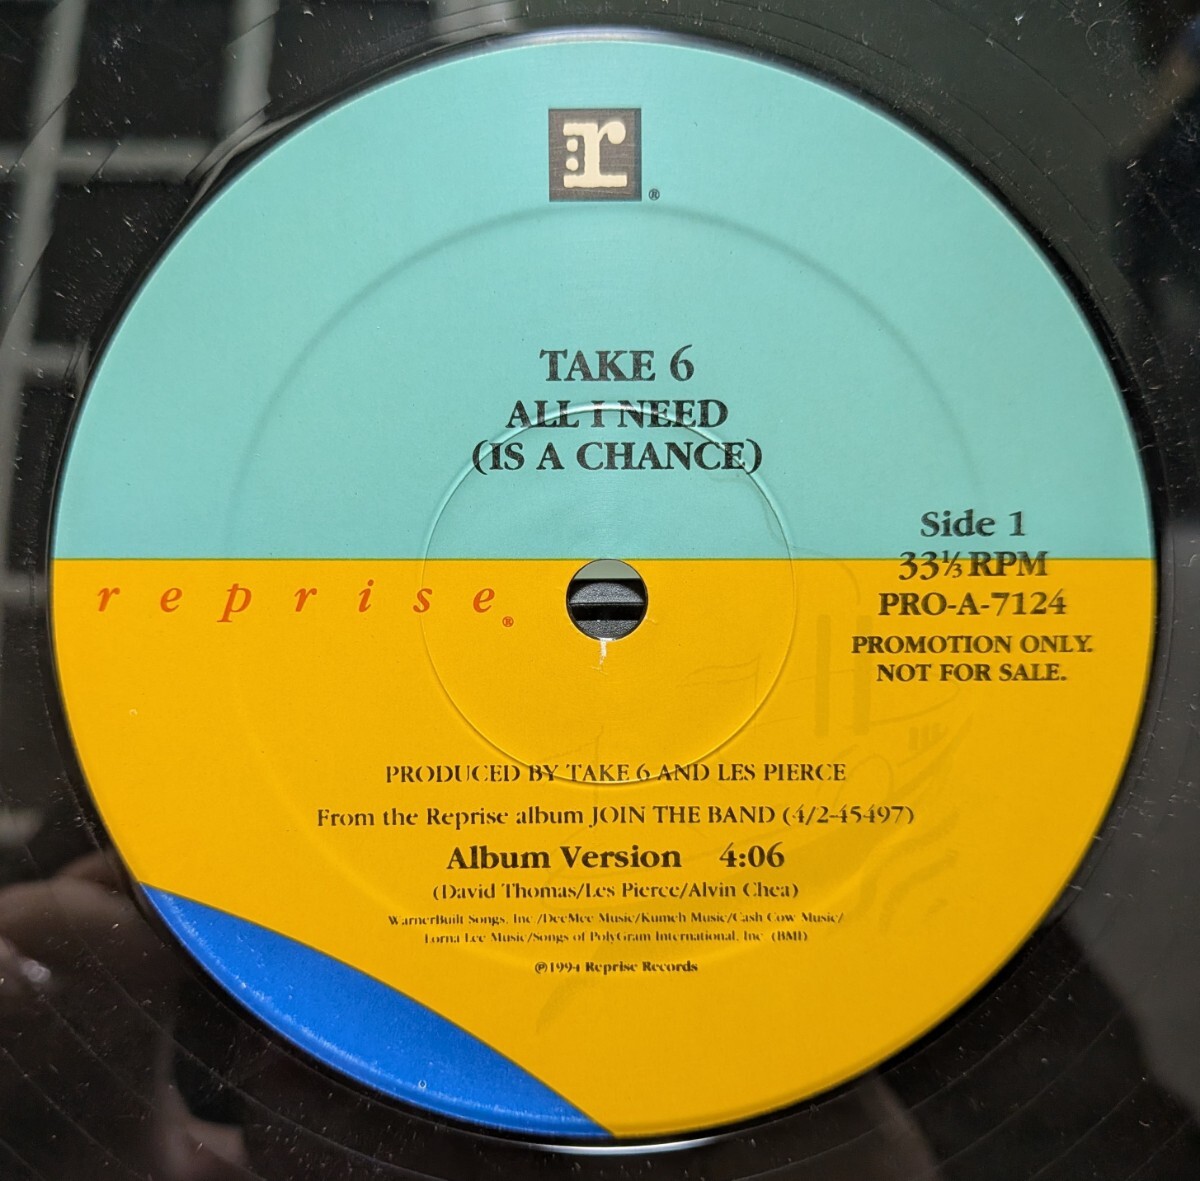 r®
TAKE 6
ALL I NEED
(IS A CHANCE)
Side 1
33⅓ RPM
PRO-A-7124
PROMOTION ONLY.
NOT FOR SALE.
reprise®
PRODUCED BY TAKE 6 AND LES PIERCE
From the Reprise album JOIN THE BAND (4/2-45497)
Album Version 4:06
(David Thomas/Les Pierce/Alvin Chea)
WarnerBuilt Songs, Inc./DeeMee Music/Kumeh Music/Cash Cow Music/
Lorna Lee Music/Songs of PolyGram International, Inc. (BMI)
℗1994 Reprise Records